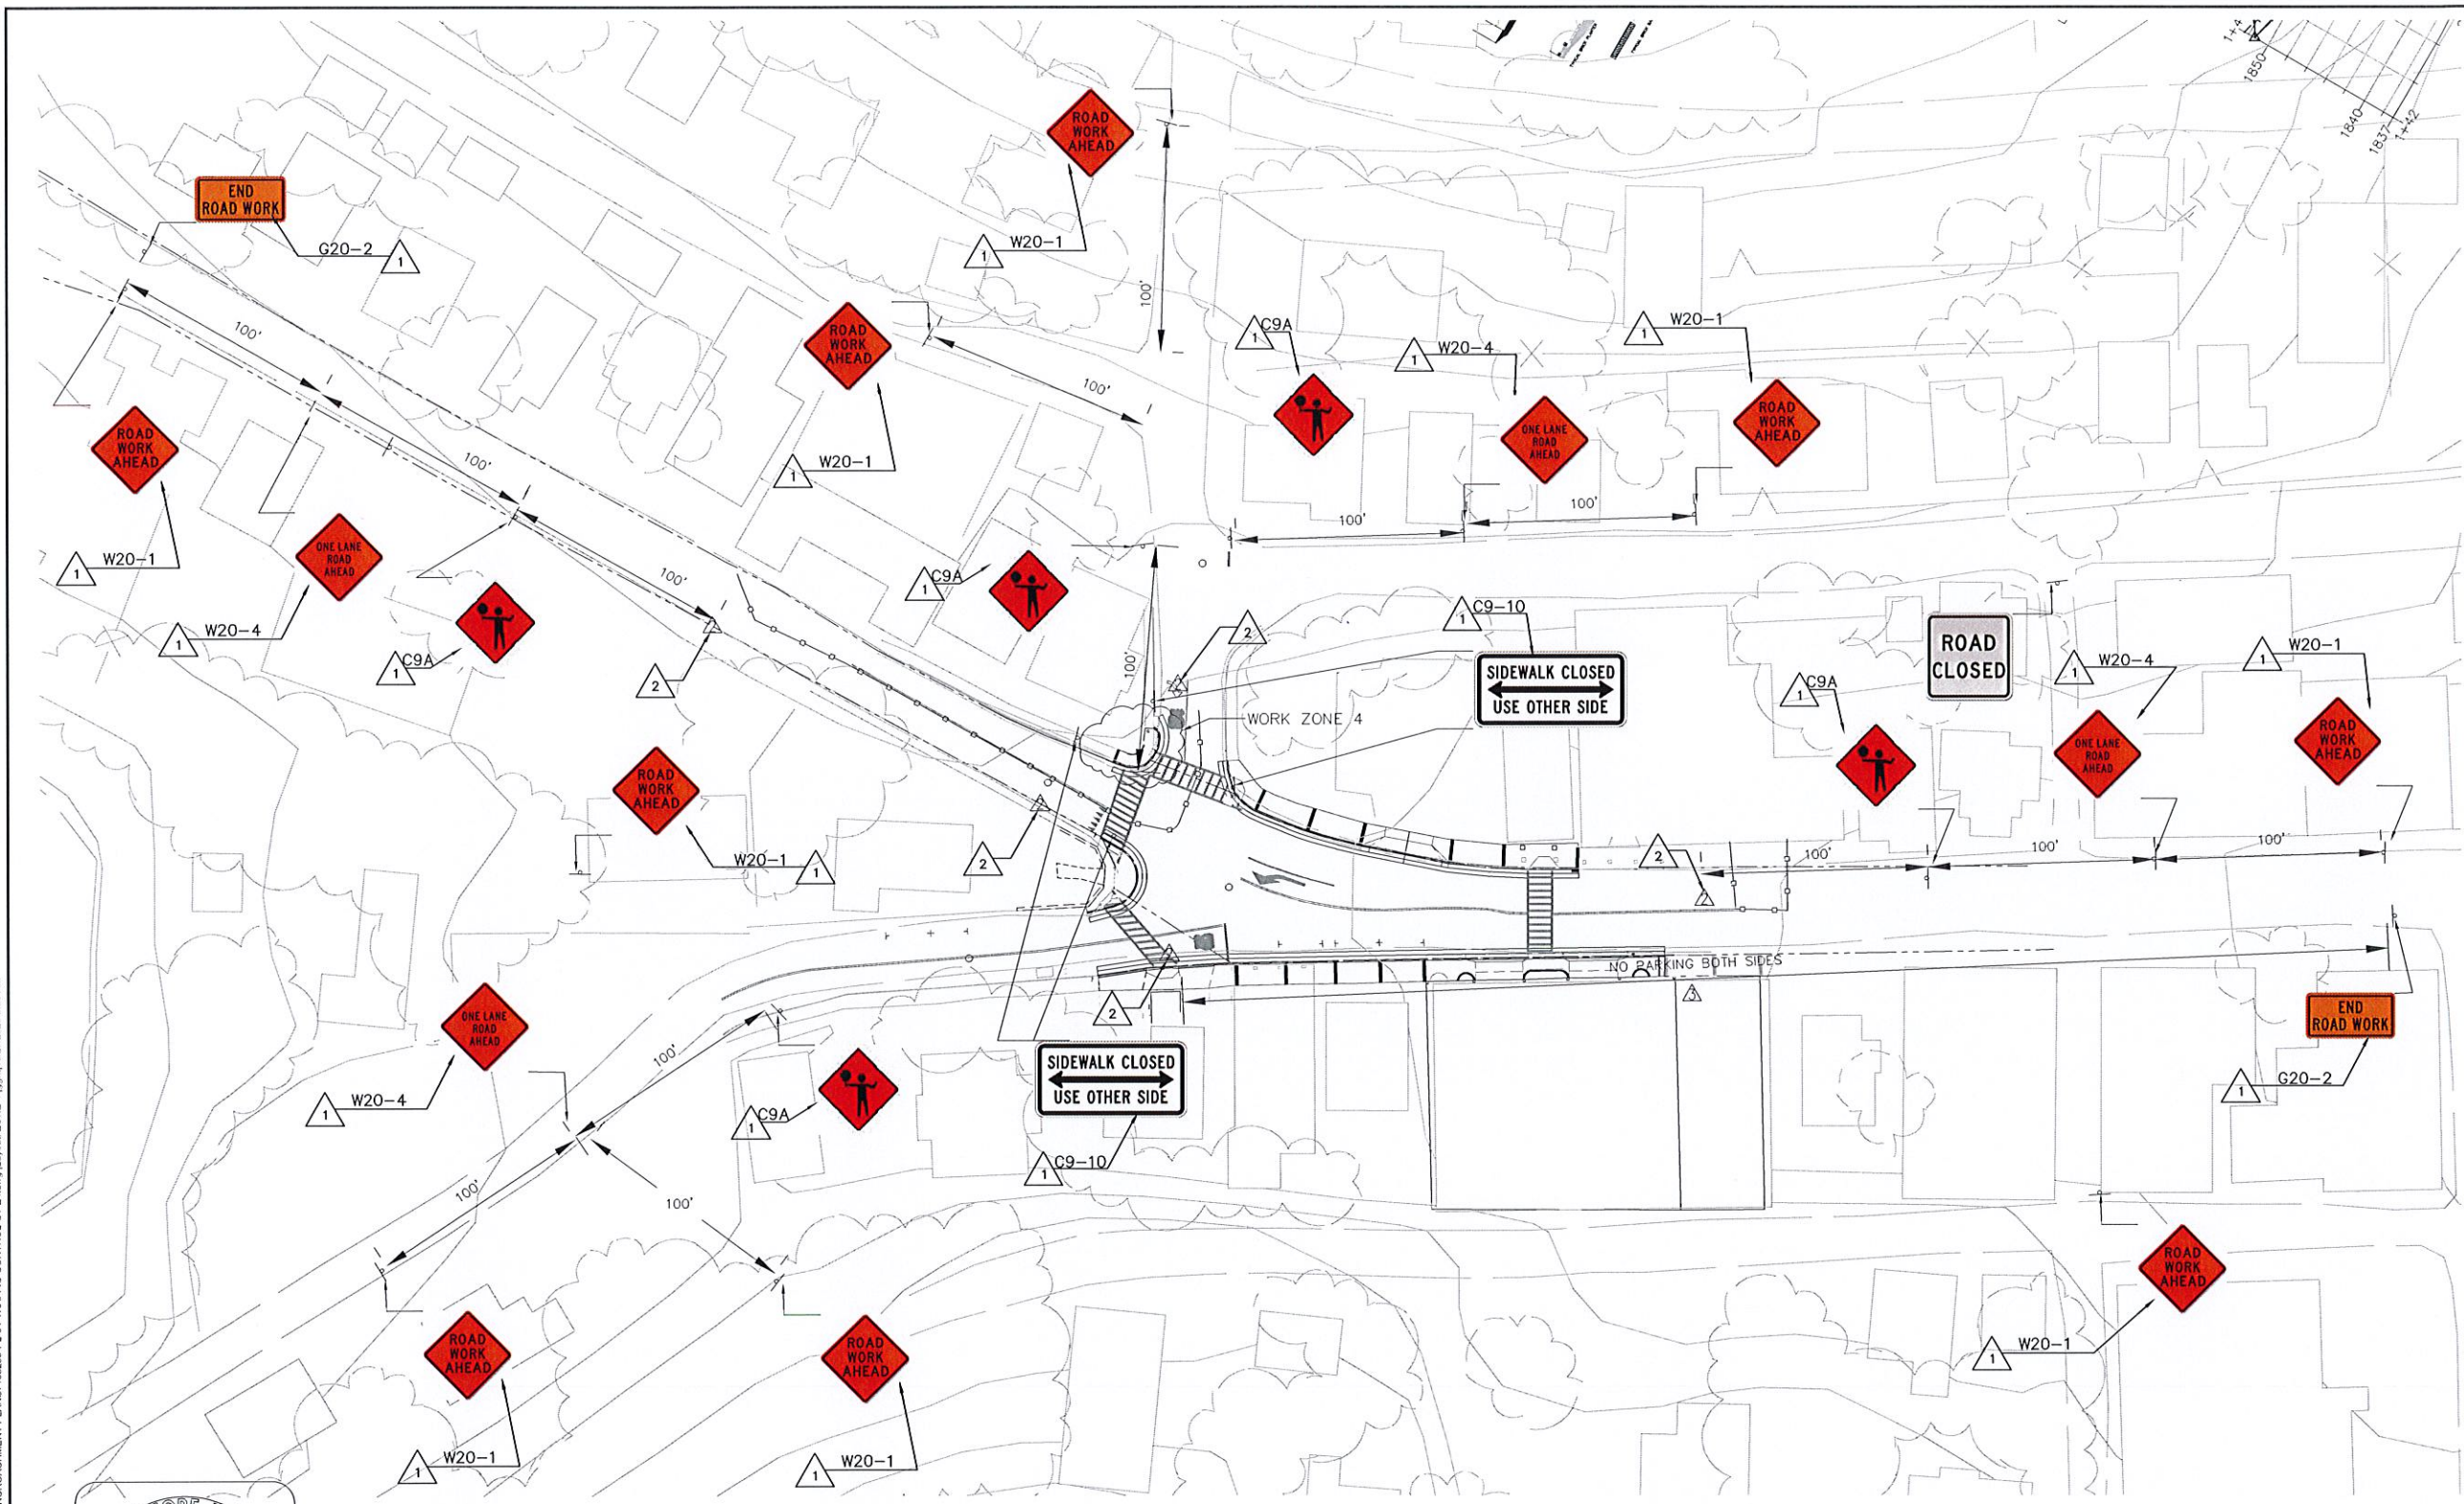 1850
1840
1837
1+42
ROAD
WORK
AHEAD
W20-1
1
100'
END
ROAD WORK
G20-2
1
100'
ROAD
WORK
AHEAD
W20-1
1
100'
C9A
1
W20-4
1
ONE LANE
ROAD
AHEAD
W20-1
1
ROAD
WORK
AHEAD
100'
100'
ROAD
WORK
AHEAD
W20-1
1
100'
ONE LANE
ROAD
AHEAD
W20-4
1
C9A
1
100'
2
C9A
1
100'
2
C9-10
1
SIDEWALK CLOSED
USE OTHER SIDE
WORK ZONE 4
C9A
1
ROAD
CLOSED
W20-4
1
ONE LANE
ROAD
AHEAD
W20-1
1
ROAD
WORK
AHEAD
ROAD
WORK
AHEAD
W20-1
1
2
2
100'
100'
100'
NO PARKING BOTH SIDES
3
2
END
ROAD WORK
G20-2
1
ONE LANE
ROAD
AHEAD
W20-4
1
100'
C9A
1
SIDEWALK CLOSED
USE OTHER SIDE
C9-10
1
100'
100'
ROAD
WORK
AHEAD
W20-1
1
ROAD
WORK
AHEAD
W20-1
1
ROAD
WORK
AHEAD
W20-1
1